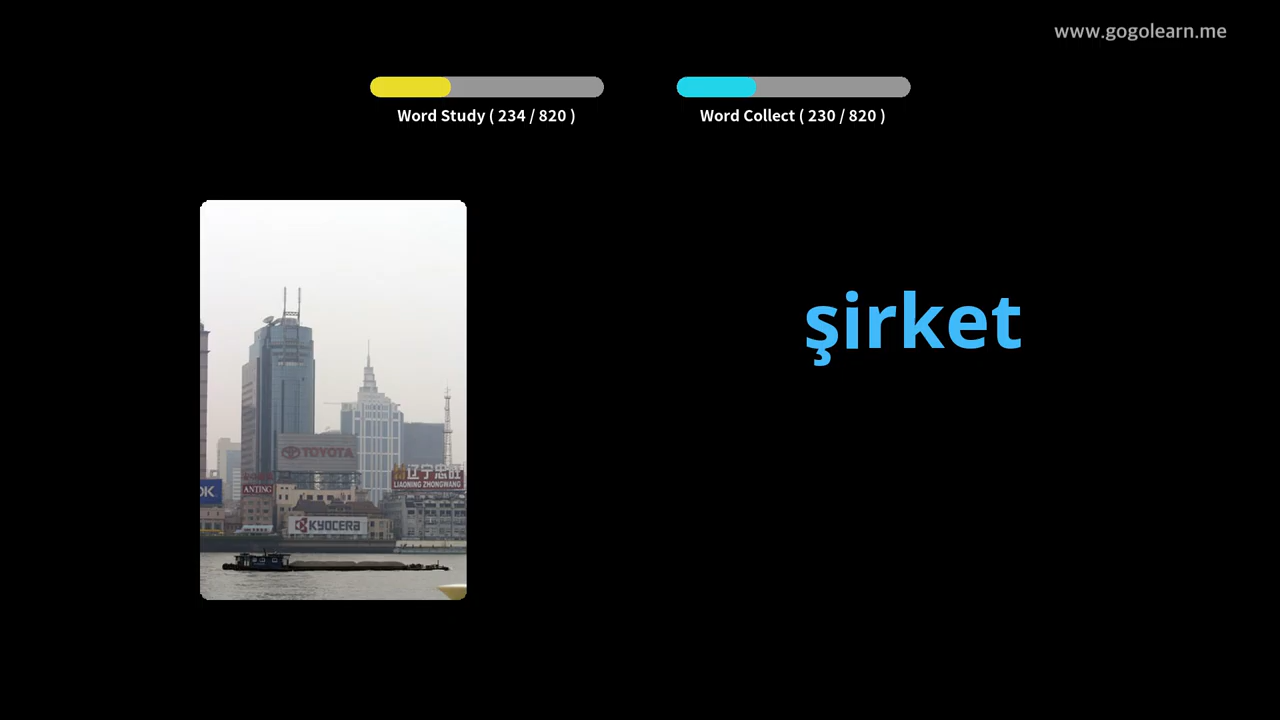 www.gogolearn.me
Word Study ( 234 / 820 )
Word Collect ( 230 / 820 )
şirket
TOYOTA
OK
ANTING
辽宁忠旺
LIAONING ZHONGWANG
KYOCERA